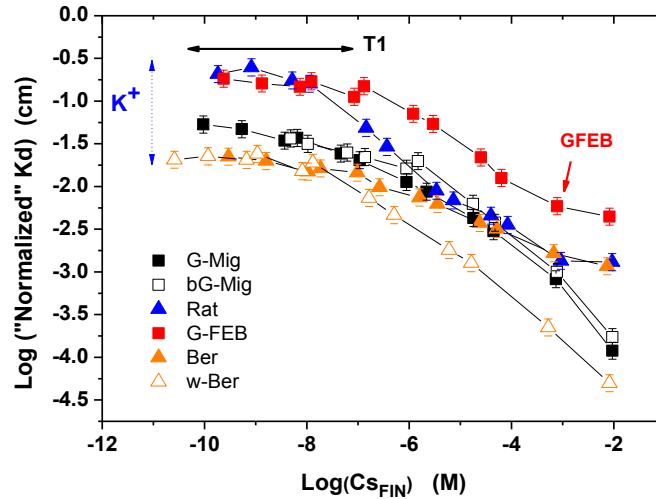 Log ("Normalized" Kd) (cm)
-0.5
-1.0
-1.5
-2.0
-2.5
-3.0
-3.5
-4.0
-4.5
0.0
T1
K+
GFEB
G-Mig
bG-Mig
Rat
G-FEB
Ber
w-Ber
-12 -10 -8 -6 -4 -2
Log(CsFIN) (M)